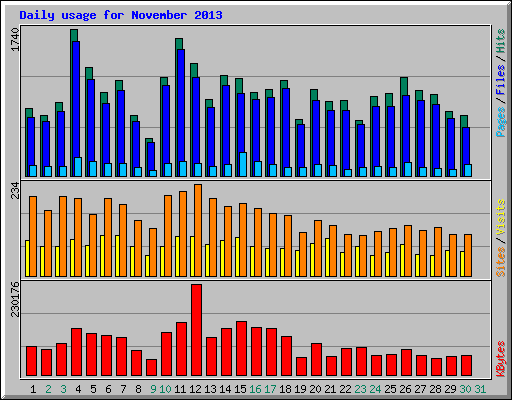 Daily usage for November 2013
1740
Pages / Files / Hits
234
Sites / Visits
230176
KBytes
1 2 3 4 5 6 7 8 9 10 11 12 13 14 15 16 17 18 19 20 21 22 23 24 25 26 27 28 29 30 31